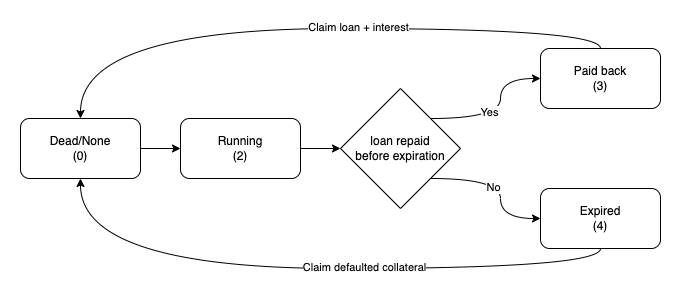 Claim loan + interest
Paid back
(3)
Yes
Dead/None
(0)
Running
(2)
loan repaid
before expiration
No
Expired
(4)
Claim defaulted collateral